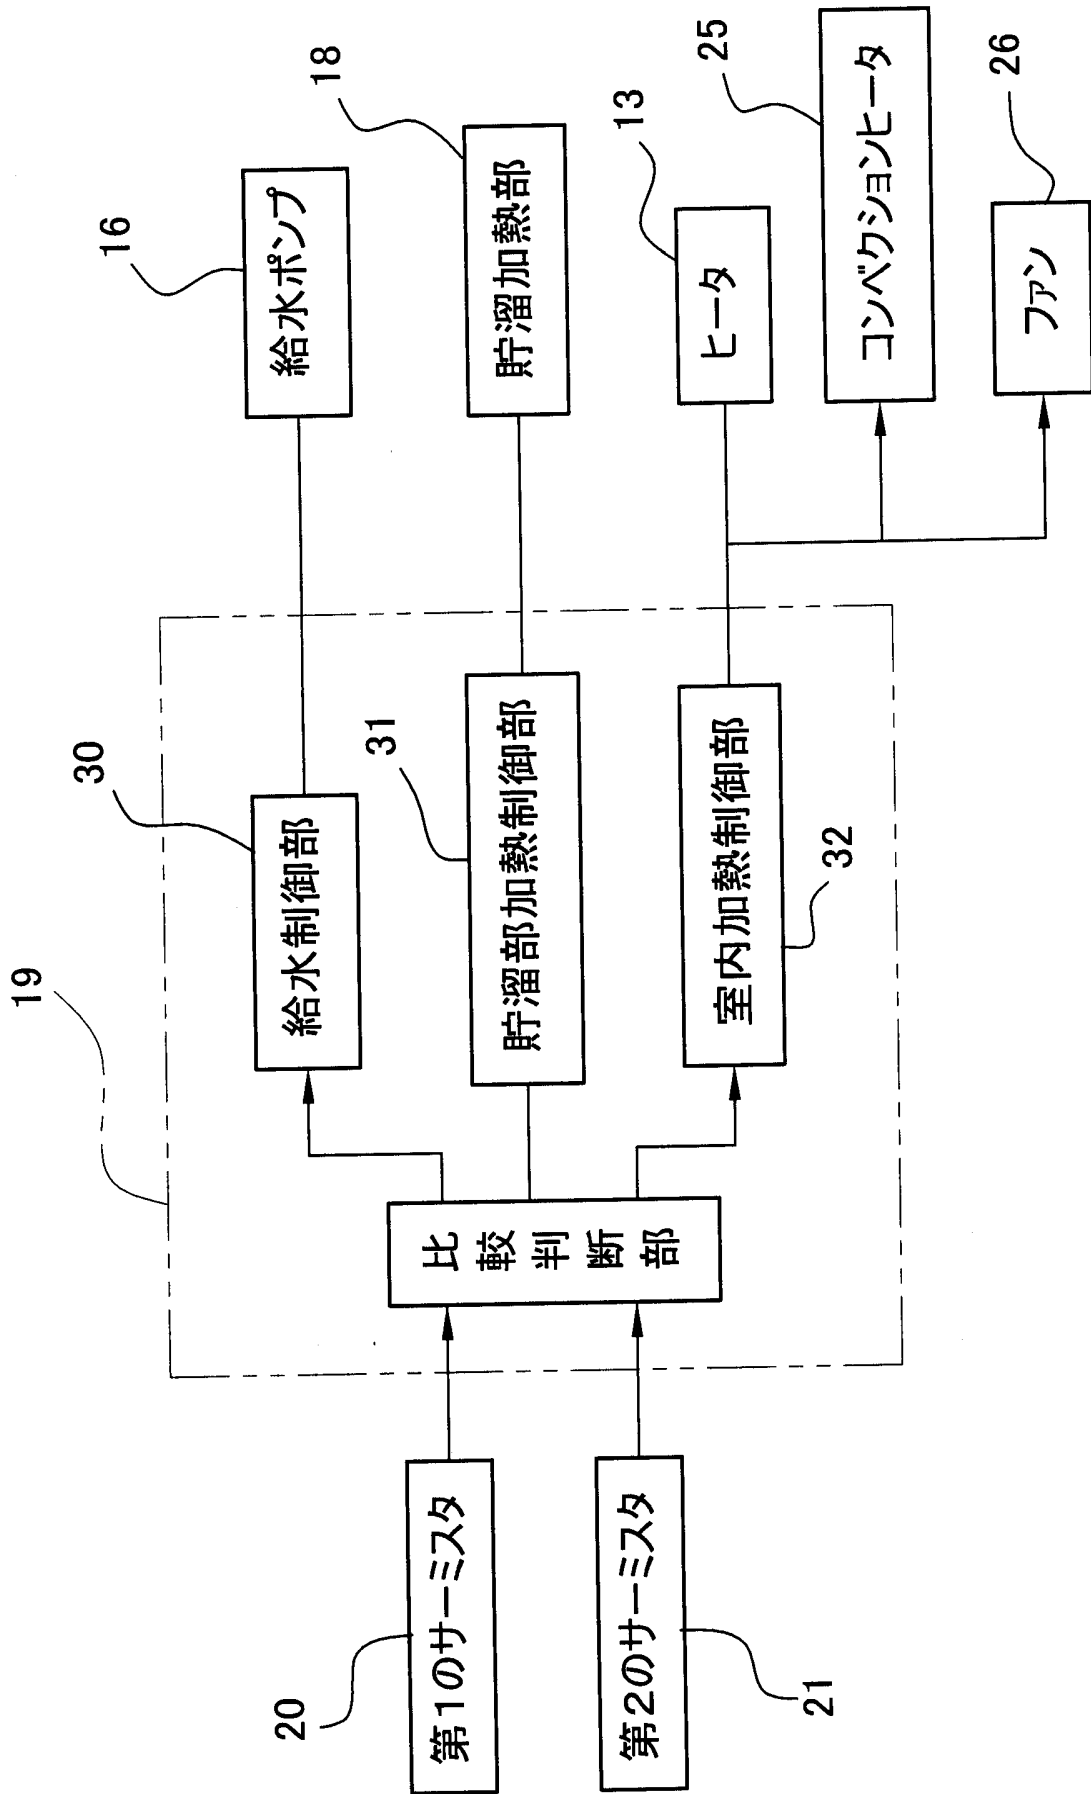 19
20
第1のサーミスタ
第2のサーミスタ
21
比較判断部
30
給水制御部
31
貯溜部加熱制御部
室内加熱制御部
32
16
給水ポンプ
18
貯溜加熱部
13
ヒータ
25
コンベクションヒータ
26
ファン